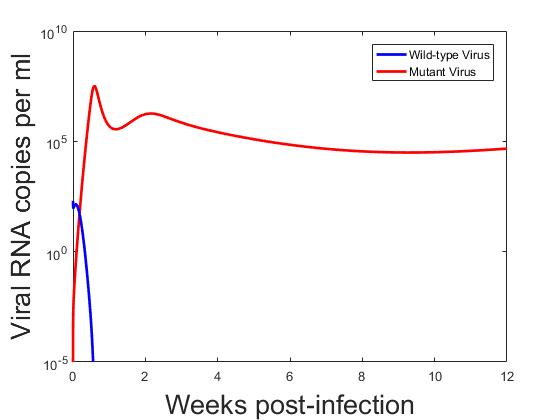 10^10
Wild-type Virus
Mutant Virus
10^5
10^0
10^-5
Viral RNA copies per ml
0 2 4 6 8 10 12
Weeks post-infection